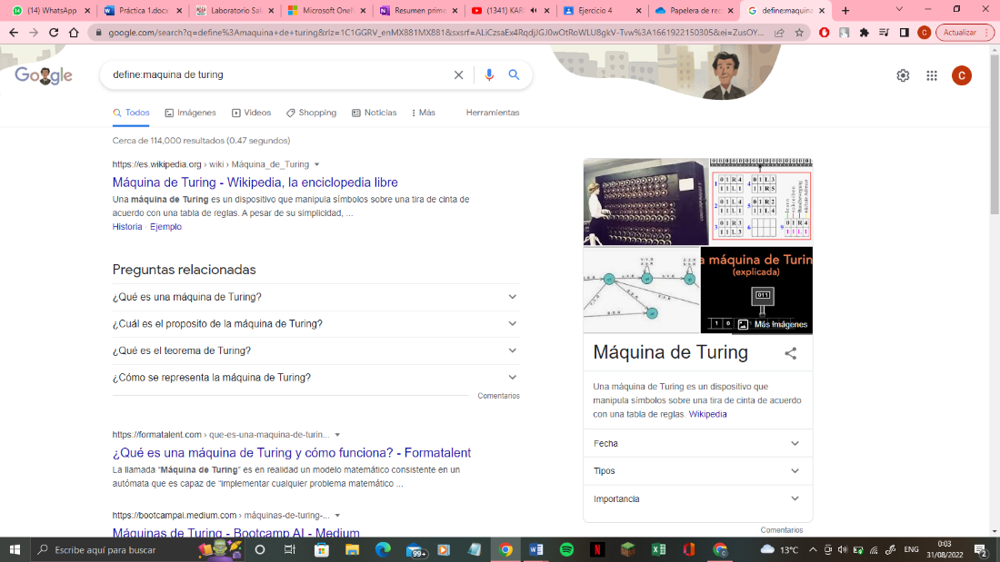 (14) WhatsApp
Práctica 1.docx
Laboratorio Sala
Microsoft OneN
Resumen prime
(1341) KAR
Ejercicio 4
Papelera de rec
define:maquina
google.com/search?q=define%3Amaquina+de+turing&rlz=1C1GGRV_enMX881MX881&sxsrf=ALiCzsaEx4RqdjGJ0wOtRoWLU8gkV-Tvw%3A1661922150305&ei=ZusOY...
Actualizar
Google
define:maquina de turing
C
Todos
Imágenes
Videos
Shopping
Noticias
Más
Herramientas
Cerca de 114,000 resultados (0.47 segundos)
https://es.wikipedia.org › wiki › Máquina_de_Turing
Máquina de Turing - Wikipedia, la enciclopedia libre
Una máquina de Turing es un dispositivo que manipula símbolos sobre una tira de cinta de
acuerdo con una tabla de reglas. A pesar de su simplicidad, ...
Historia · Ejemplo
Preguntas relacionadas
¿Qué es una máquina de Turing?
¿Cuál es el proposito de la máquina de Turing?
¿Qué es el teorema de Turing?
¿Cómo se representa la máquina de Turing?
Comentarios
https://formatalent.com › que-es-una-maquina-de-turin...
¿Qué es una máquina de Turing y cómo funciona? - Formatalent
La llamada “Máquina de Turing” es en realidad un modelo matemático consistente en un
autómata que es capaz de “implementar cualquier problema matemático ...
https://bootcampai.medium.com › máquinas-de-turing-...
Máquinas de Turing - Bootcamp AI - Medium
a máquina de Turin
(explicada)
011
Más imágenes
Máquina de Turing
Una máquina de Turing es un dispositivo que
manipula símbolos sobre una tira de cinta de acuerdo
con una tabla de reglas. Wikipedia
Fecha
Tipos
Importancia
Comentarios
Escribe aquí para buscar
99+
13°C
ENG
0:03
31/08/2022
2